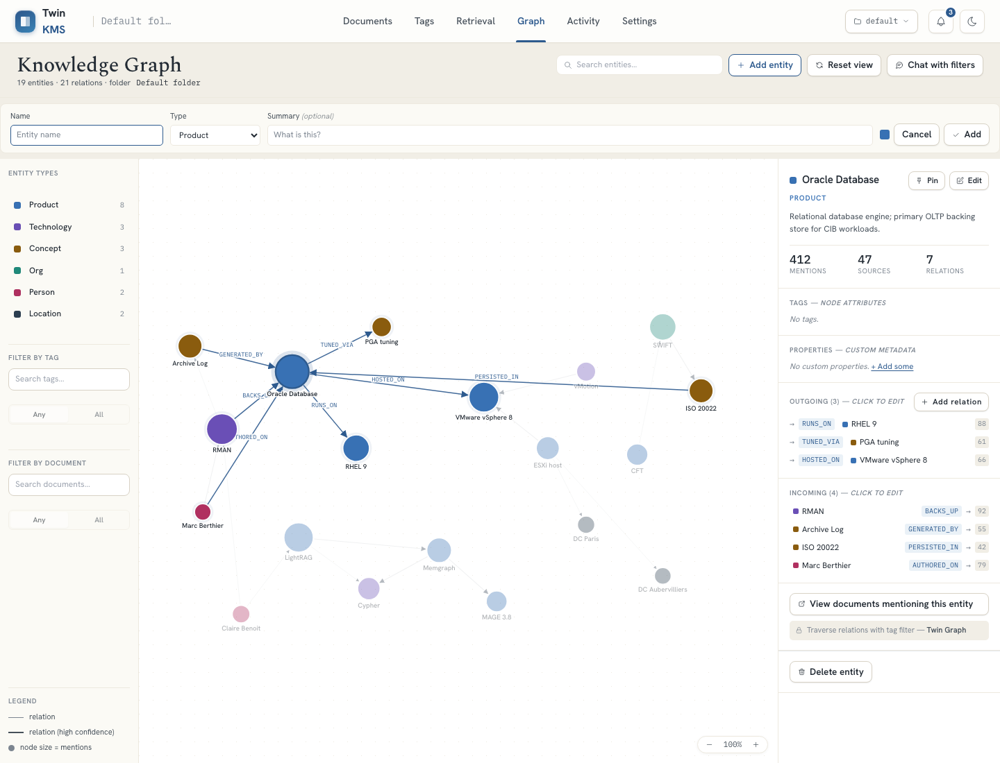 Twin
KMS
Default fol…
Documents
Tags
Retrieval
Graph
Activity
Settings
default
3
Knowledge Graph
19 entities · 21 relations · folder Default folder
Search entities...
Add entity
Reset view
Chat with filters
Name
Type
Summary (optional)
Entity name
Product
What is this?
Cancel
Add
ENTITY TYPES
Product 8
Technology 3
Concept 3
Org 1
Person 2
Location 2
FILTER BY TAG
Search tags...
Any
All
FILTER BY DOCUMENT
Search documents...
Any
All
LEGEND
relation
relation (high confidence)
node size = mentions
PGA tuning
TUNED_VIA
Archive Log
GENERATED_BY
SWIFT
PERSISTED_IN
HOSTED_ON
vMotion
Oracle Database
BACKS_U
RUNS_ON
ISO 20022
VMware vSphere 8
THORED_ON
RMAN
RHEL 9
ESXi host
CFT
Marc Berthier
DC Paris
LightRAG
Memgraph
Cypher
MAGE 3.8
DC Aubervilliers
Claire Benoit
− 100% +
Oracle Database
Pin
Edit
PRODUCT
Relational database engine; primary OLTP backing
store for CIB workloads.
412
MENTIONS
47
SOURCES
7
RELATIONS
TAGS — NODE ATTRIBUTES
No tags.
PROPERTIES — CUSTOM METADATA
No custom properties. + Add some
OUTGOING (3) — CLICK TO EDIT
Add relation
→ RUNS_ON RHEL 9 88
→ TUNED_VIA PGA tuning 61
→ HOSTED_ON VMware vSphere 8 66
INCOMING (4) — CLICK TO EDIT
RMAN BACKS_UP → 92
Archive Log GENERATED_BY → 55
ISO 20022 PERSISTED_IN → 42
Marc Berthier AUTHORED_ON → 79
View documents mentioning this entity
Traverse relations with tag filter — Twin Graph
Delete entity